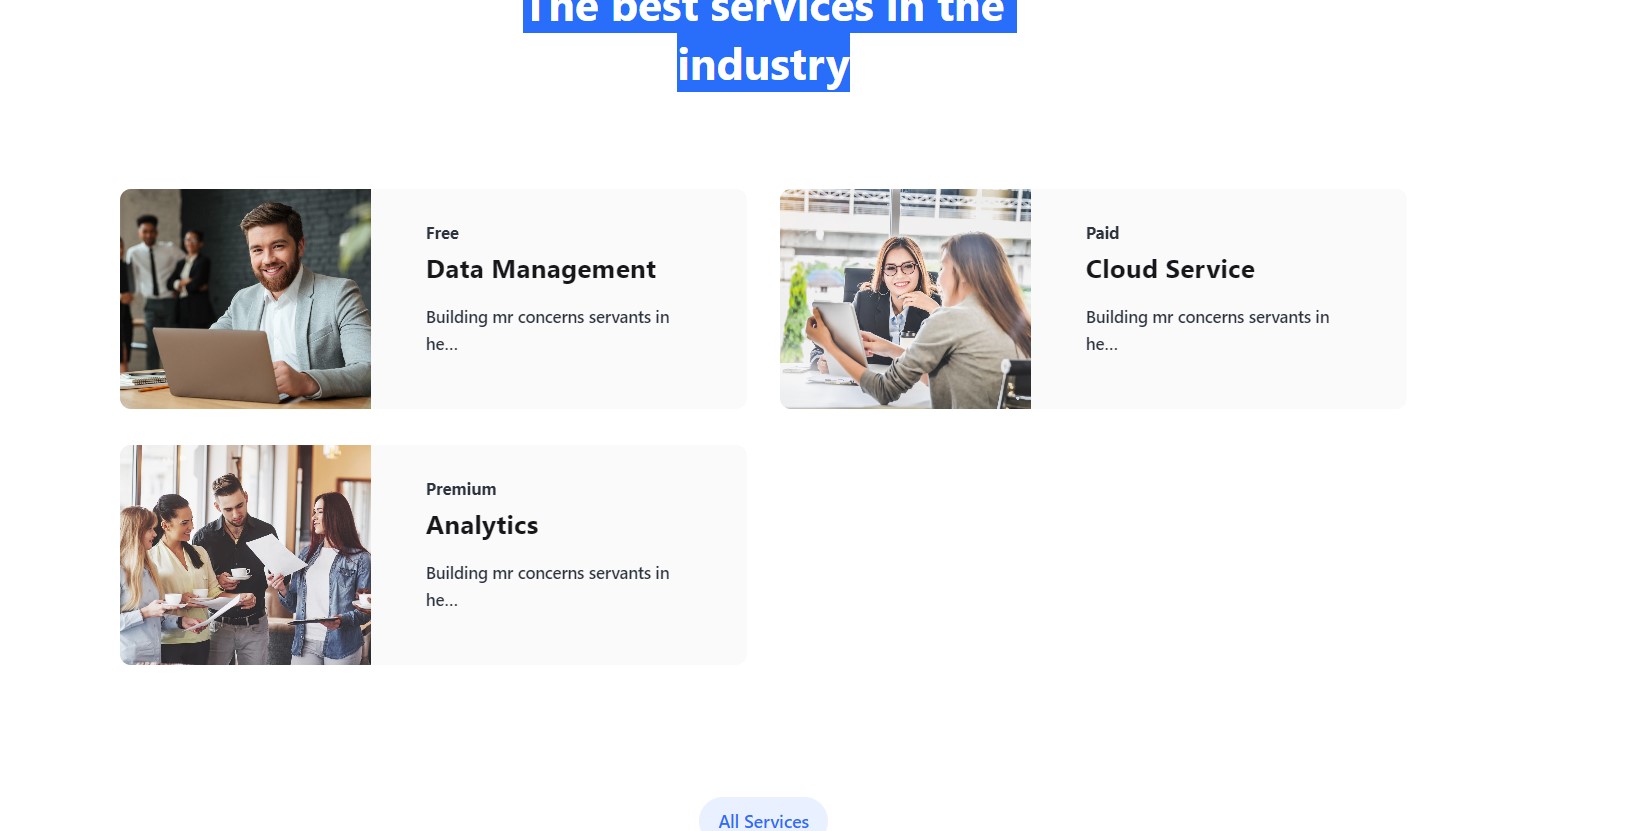 The best services in the
industry
Free
Data Management
Building mr concerns servants in
he...
Paid
Cloud Service
Building mr concerns servants in
he...
Premium
Analytics
Building mr concerns servants in
he...
All Services